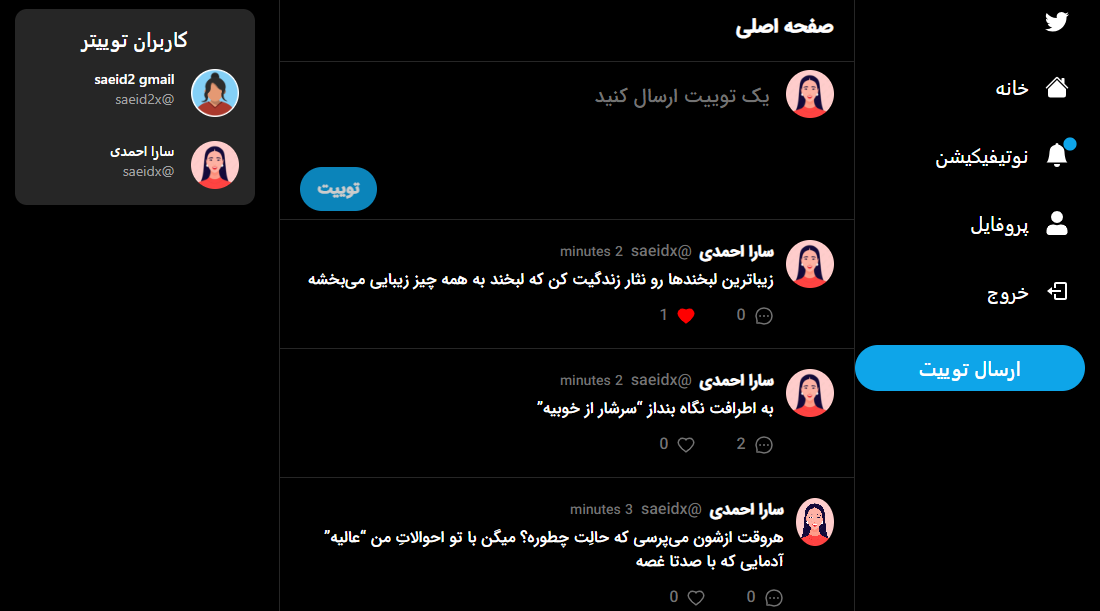 خانه
نوتیفیکیشن
پروفایل
خروج
ارسال توییت
صفحه اصلی
یک توییت ارسال کنید
توییت
سارا احمدی @saeidx 2 minutes
زیباترین لبخندها رو نثار زندگیت کن که لبخند به همه چیز زیبایی می‌بخشه
0 1
سارا احمدی @saeidx 2 minutes
به اطرافت نگاه بنداز “سرشار از خوبیه”
2 0
سارا احمدی @saeidx 3 minutes
هروقت ازشون می‌پرسی که حالِت چطوره؟ میگن با تو احوالاتِ من “عالیه”
آدمایی که با صدتا غصه
0 0
کاربران توییتر
saeid2 gmail
saeid2x@
سارا احمدی
saeidx@